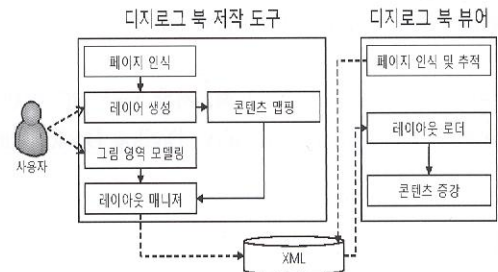 디지로그 북 저작 도구
디지로그 북 뷰어
페이지 인식
레이어 생성
콘텐츠 맵핑
그림 영역 모델링
레이아웃 매니져
사용자
페이지 인식 및 추적
레이아웃 로더
콘텐츠 증강
XML